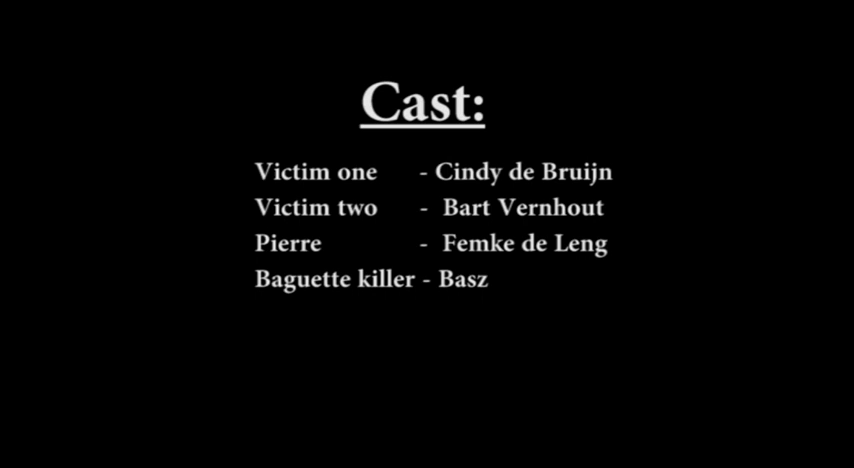 Cast:
Victim one - Cindy de Bruijn
Victim two - Bart Vernhout
Pierre - Femke de Leng
Baguette killer - Basz